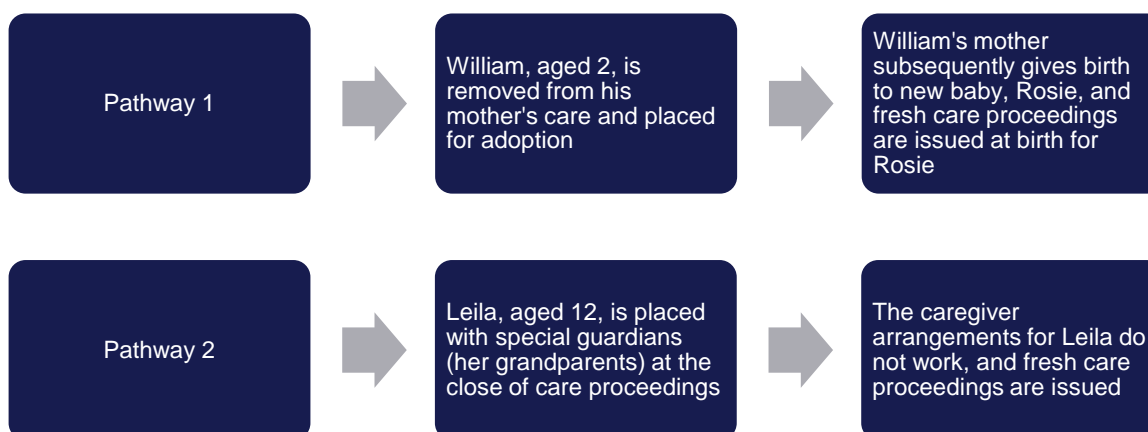 Pathway 1
William, aged 2, is
removed from his
mother's care and placed
for adoption
William's mother
subsequently gives birth
to new baby, Rosie, and
fresh care proceedings
are issued at birth for
Rosie
Pathway 2
Leila, aged 12, is placed
with special guardians
(her grandparents) at the
close of care proceedings
The caregiver
arrangements for Leila do
not work, and fresh care
proceedings are issued